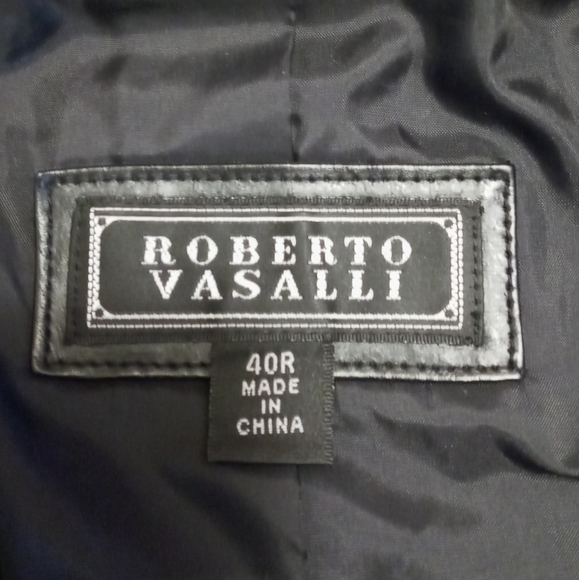 ROBERTO
VASALLI
40R
MADE
IN
CHINA